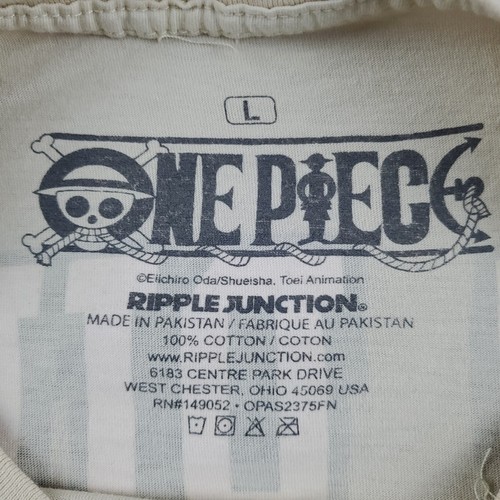 L
ONE PIECE
©Eiichiro Oda/Shueisha, Toei Animation
RIPPLE JUNCTION®
MADE IN PAKISTAN / FABRIQUE AU PAKISTAN
100% COTTON / COTON
www.RIPPLEJUNCTION.com
6183 CENTRE PARK DRIVE
WEST CHESTER, OHIO 45069 USA
RN#149052 • OPAS2375FN